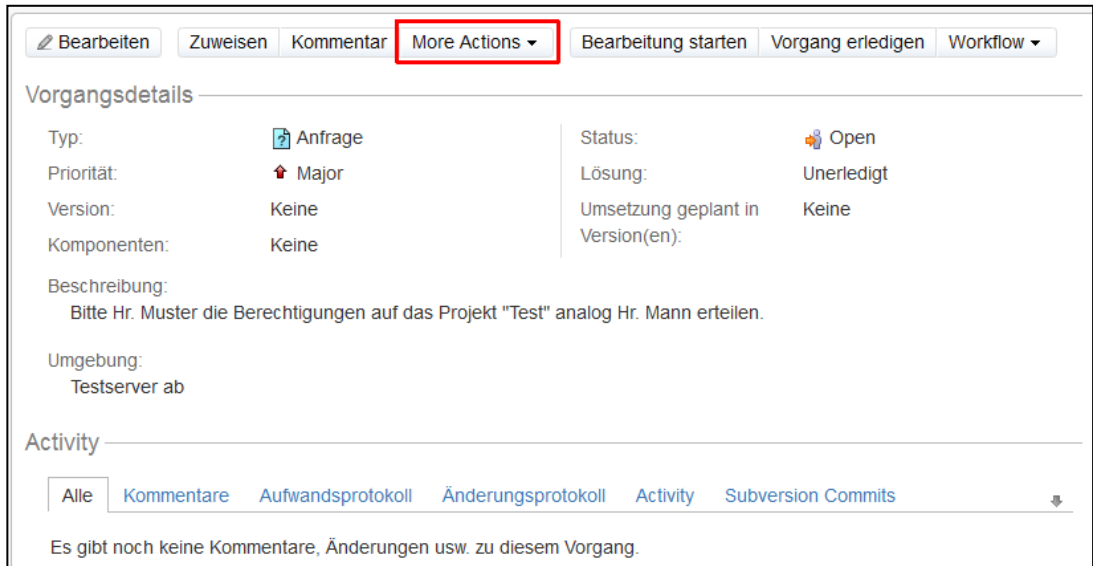 Bearbeiten Zuweisen Kommentar More Actions Bearbeitung starten Vorgang erledigen Workflow
Vorgangsdetails
Typ: Anfrage Status: Open
Priorität: Major Lösung: Unerledigt
Version: Keine Umsetzung geplant in Keine
Version(en):
Komponenten: Keine
Beschreibung:
Bitte Hr. Muster die Berechtigungen auf das Projekt "Test" analog Hr. Mann erteilen.
Umgebung:
Testserver ab
Activity
Alle Kommentare Aufwandsprotokoll Änderungsprotokoll Activity Subversion Commits
Es gibt noch keine Kommentare, Änderungen usw. zu diesem Vorgang.